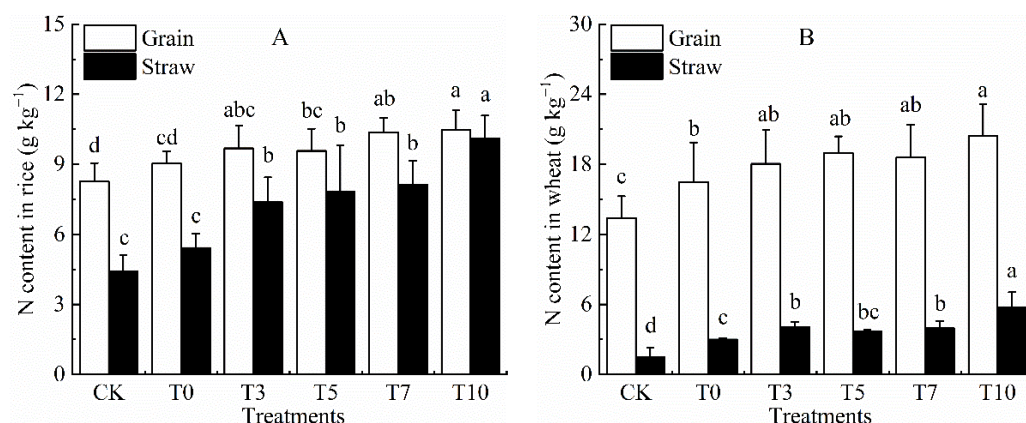 A
Grain
Straw
N content in rice (g kg⁻¹)
15
12
9
6
3
0
d
c
cd
c
abc
b
bc
b
ab
b
a
a
CK
T0
T3
T5
T7
T10
Treatments
B
Grain
Straw
N content in wheat (g kg⁻¹)
30
24
18
12
6
0
c
d
b
c
ab
b
ab
bc
ab
b
a
a
CK
T0
T3
T5
T7
T10
Treatments